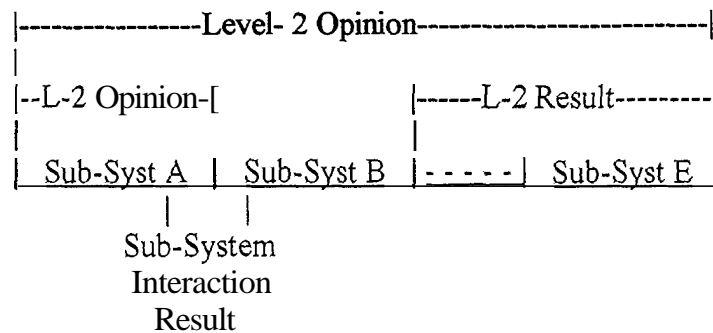 |-----------------Level- 2 Opinion--------------------------|
|--L-2 Opinion-[ |------L-2 Result---------
Sub-Syst A | Sub-Syst B | - - - - - | Sub-Syst E
Sub-System
Interaction
Result